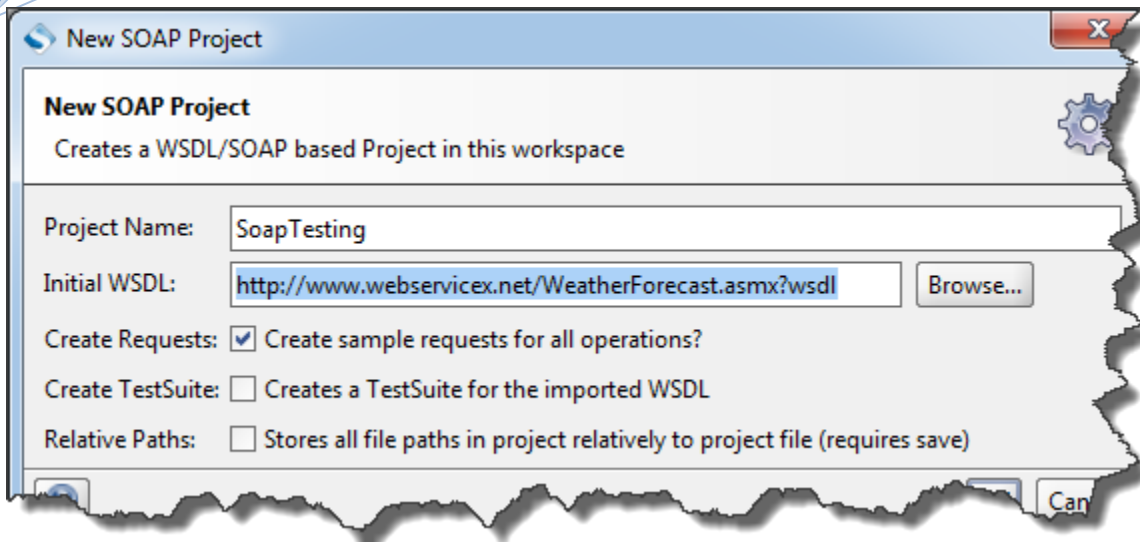 New SOAP Project
New SOAP Project
Creates a WSDL/SOAP based Project in this workspace
Project Name: SoapTesting
Initial WSDL: http://www.webservicex.net/WeatherForecast.asmx?wsdl Browse...
Create Requests: Create sample requests for all operations?
Create TestSuite: Creates a TestSuite for the imported WSDL
Relative Paths: Stores all file paths in project relatively to project file (requires save)
Can